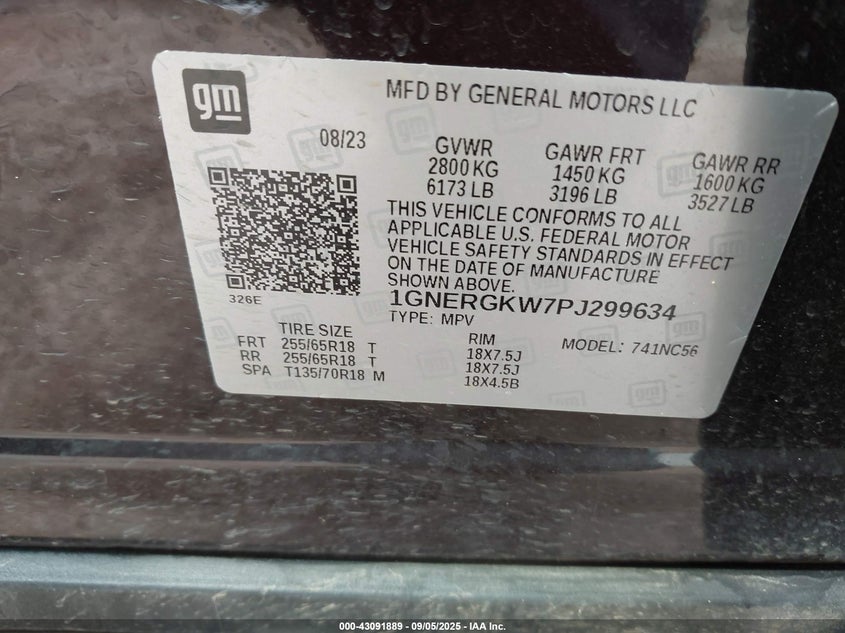 gm
MFD BY GENERAL MOTORS LLC
08/23
GVWR GAWR FRT GAWR RR
2800 KG 1450 KG 1600 KG
6173 LB 3196 LB 3527 LB
THIS VEHICLE CONFORMS TO ALL
APPLICABLE U.S. FEDERAL MOTOR
VEHICLE SAFETY STANDARDS IN EFFECT
ON THE DATE OF MANUFACTURE
SHOWN ABOVE.
326E
1GNERGKW7PJ299634
TYPE: MPV
MODEL: 741NC56
TIRE SIZE RIM
FRT 255/65R18 T 18X7.5J
RR 255/65R18 T 18X7.5J
SPA T135/70R18 M 18X4.5B
000-43091889 - 09/05/2025 - IAA Inc.